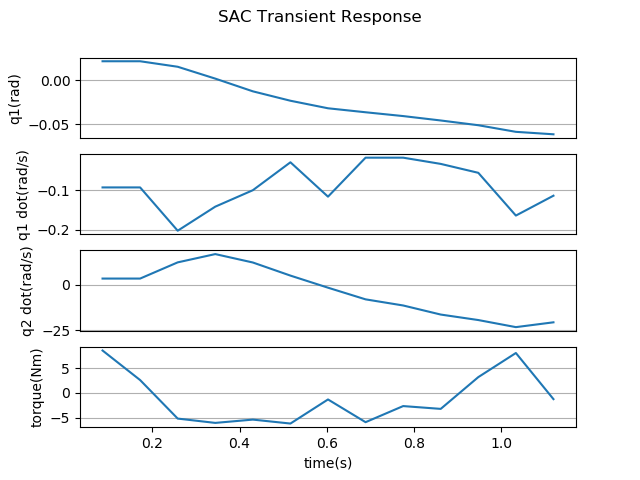 SAC Transient Response
q1(rad)
0.00
−0.05
q1 dot(rad/s)
−0.1
−0.2
q2 dot(rad/s)
0
−25
torque(Nm)
5
0
−5
0.2 0.4 0.6 0.8 1.0
time(s)